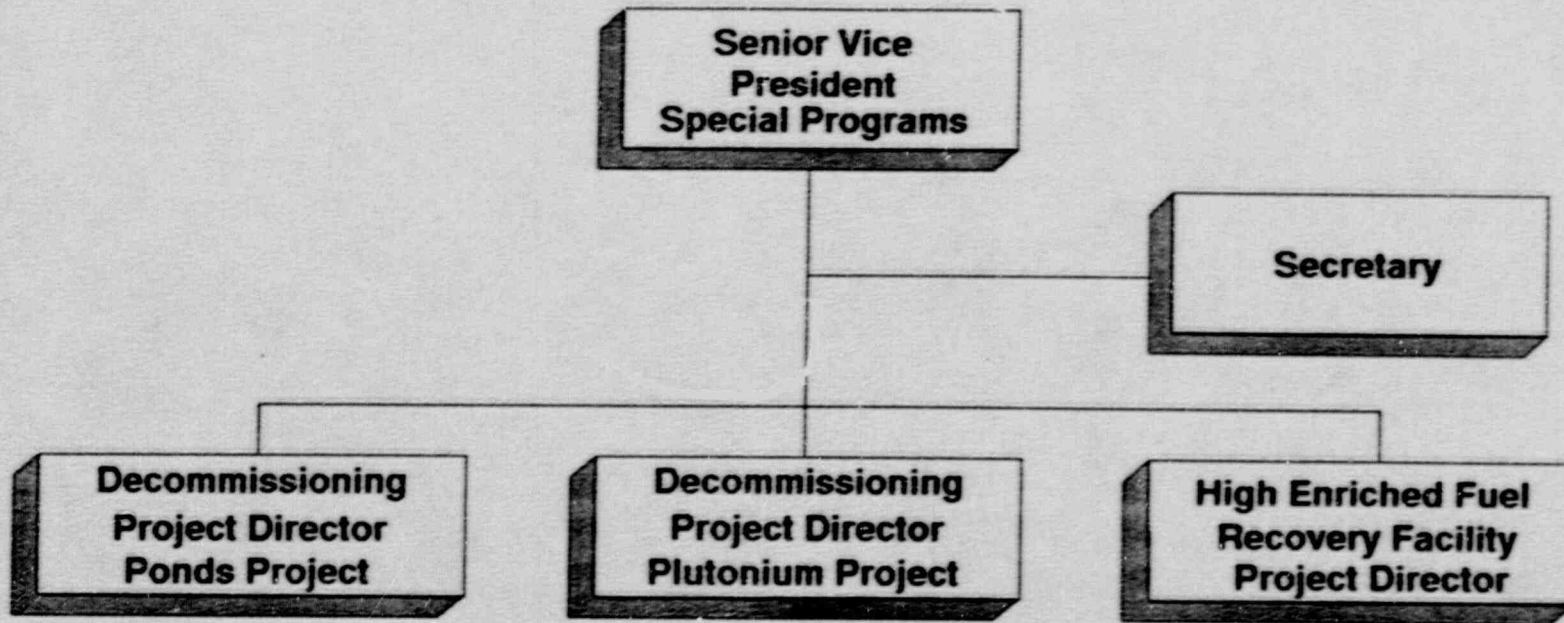 Senior Vice
President
Special Programs
Secretary
Decommissioning
Project Director
Ponds Project
Decommissioning
Project Director
Plutonium Project
High Enriched Fuel
Recovery Facility
Project Director